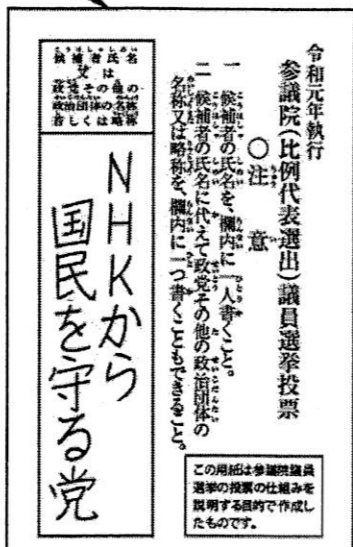 令和元年執行
参議院(比例代表選出)議員選挙投票
〇注意
一 候補者の氏名を、欄内に一人書くこと。
二 候補者の氏名に代えて政党その他の政治団体の
名称又は略称を、欄内に一つ書くこともできること。
候補者氏名
又は
政党その他の
政治団体の名称
若しくは略称
NHKから
国民を守る党
この用紙は参議院議員
選挙の投票の仕組みを
説明する目的で作成し
たものです。